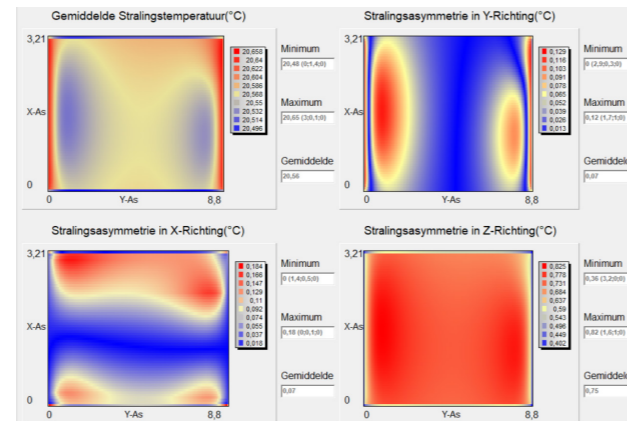 Gemiddelde Stralingstemperatuur(°C)
3,21
X-As
0
0
Y-As
8,8
20,658
20,64
20,622
20,604
20,586
20,568
20,55
20,532
20,514
20,496
Minimum
20,48 (0;1,4;0)
Maximum
20,65 (3;0,1;0)
Gemiddelde
20,56
Stralingsasymmetrie in Y-Richting(°C)
3,21
X-As
0
0
Y-As
8,8
0,129
0,116
0,103
0,091
0,078
0,065
0,052
0,039
0,026
0,013
Minimum
Maximum
0,12 (1,7;1;0)
Gemiddel
0,07
Stralingsasymmetrie in X-Richting(°C)
3,21
X-As
0
0
Y-As
8,8
0,184
0,166
0,147
0,129
0,11
0,092
0,074
0,055
0,037
0,018
Minimum
0 (1,4;0,5;0)
Maximum
0,18 (0;0,1;0)
Gemiddelde
0,07
Stralingsasymmetrie in Z-Richting(°C)
3,21
X-As
0
0
Y-As
8,8
0,825
0,778
0,731
0,684
0,637
0,59
0,543
0,496
0,449
0,402
Minimum
0,36 (3,2;0;0)
Maximum
0,82 (1,6;1;0)
Gemiddel
0,75